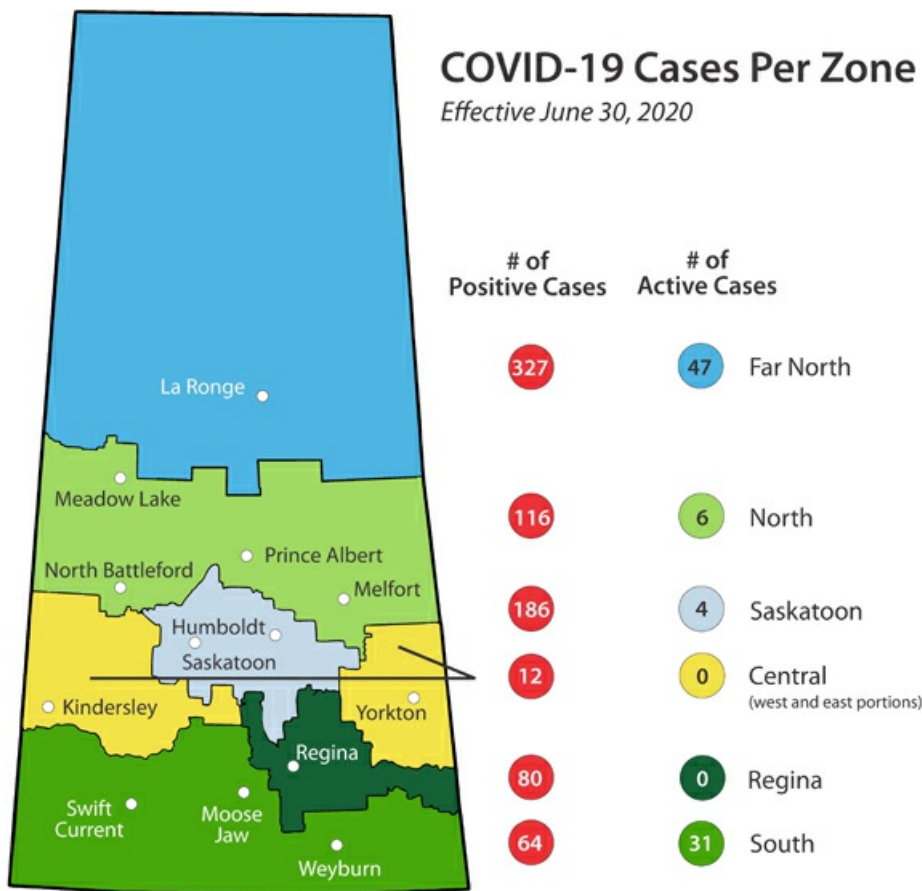 COVID-19 Cases Per Zone
Effective June 30, 2020
# of
Positive Cases
# of
Active Cases
327
47
Far North
116
6
North
186
4
Saskatoon
12
0
Central
(west and east portions)
80
0
Regina
64
31
South
La Ronge
Meadow Lake
Prince Albert
North Battleford
Melfort
Humboldt
Saskatoon
Kindersley
Yorkton
Regina
Swift
Current
Moose
Jaw
Weyburn